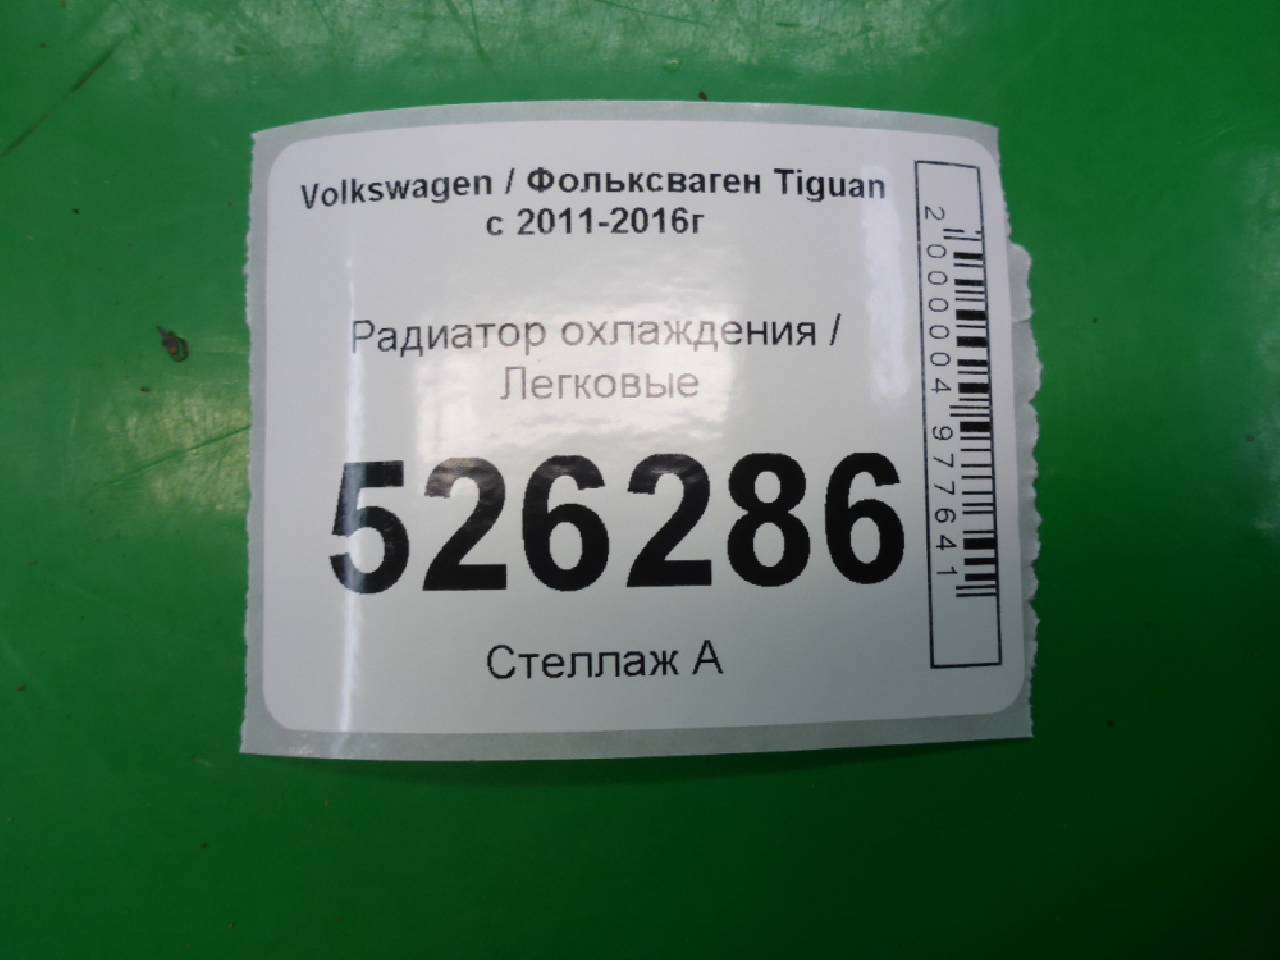 Volkswagen / Фольксваген Tiguan
с 2011-2016г
Радиатор охлаждения /
Легковые
526286
Стеллаж А
2000004977641